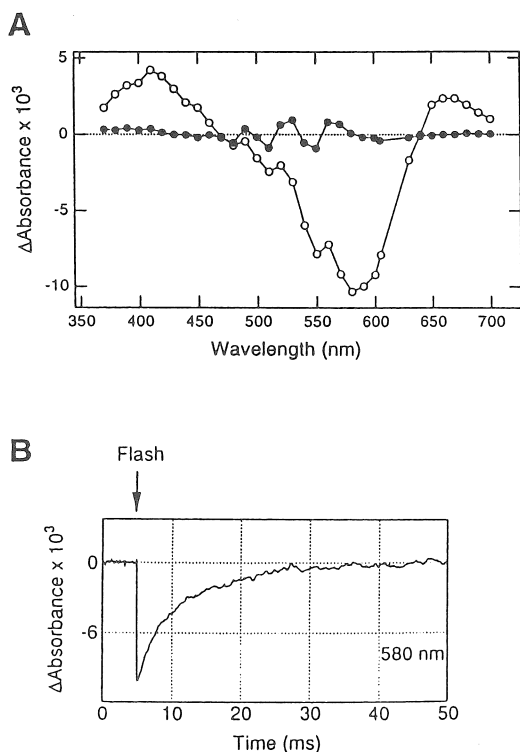 A
5
0
-5
-10
ΔAbsorbance x 10³
350 400 450 500 550 600 650 700
Wavelength (nm)
B
Flash
0
-6
ΔAbsorbance x 10³
580 nm
0 10 20 30 40 50
Time (ms)